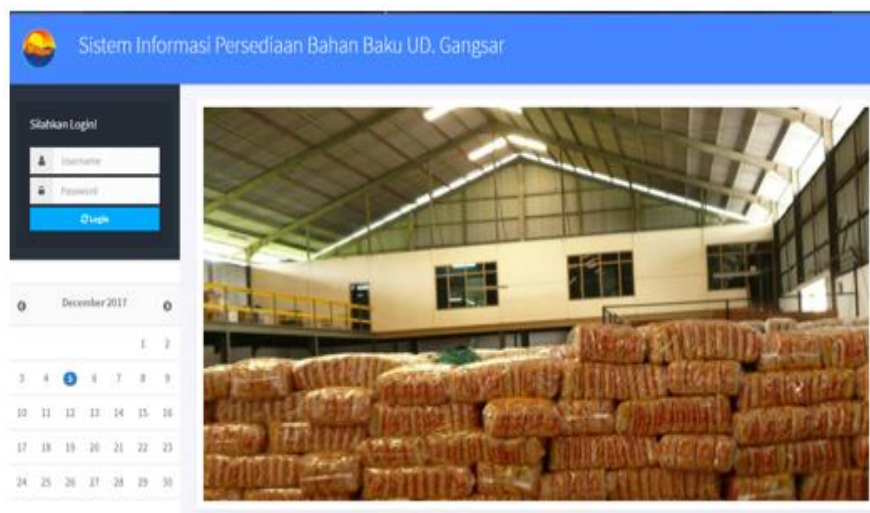 Sistem Informasi Persediaan Bahan Baku UD. Gangsar
Silahkan Login!
Username
Password
Login
December 2017
1 2
3 4 5 6 7 8 9
10 11 12 13 14 15 16
17 18 19 20 21 22 23
24 25 26 27 28 29 30